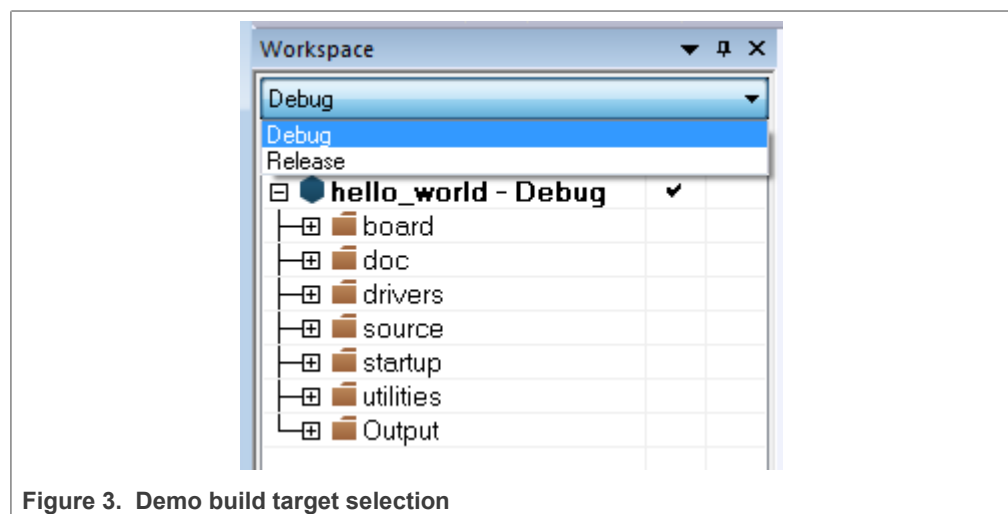 Workspace
Debug
Debug
Release
hello_world - Debug
board
doc
drivers
source
startup
utilities
Output
Figure 3. Demo build target selection